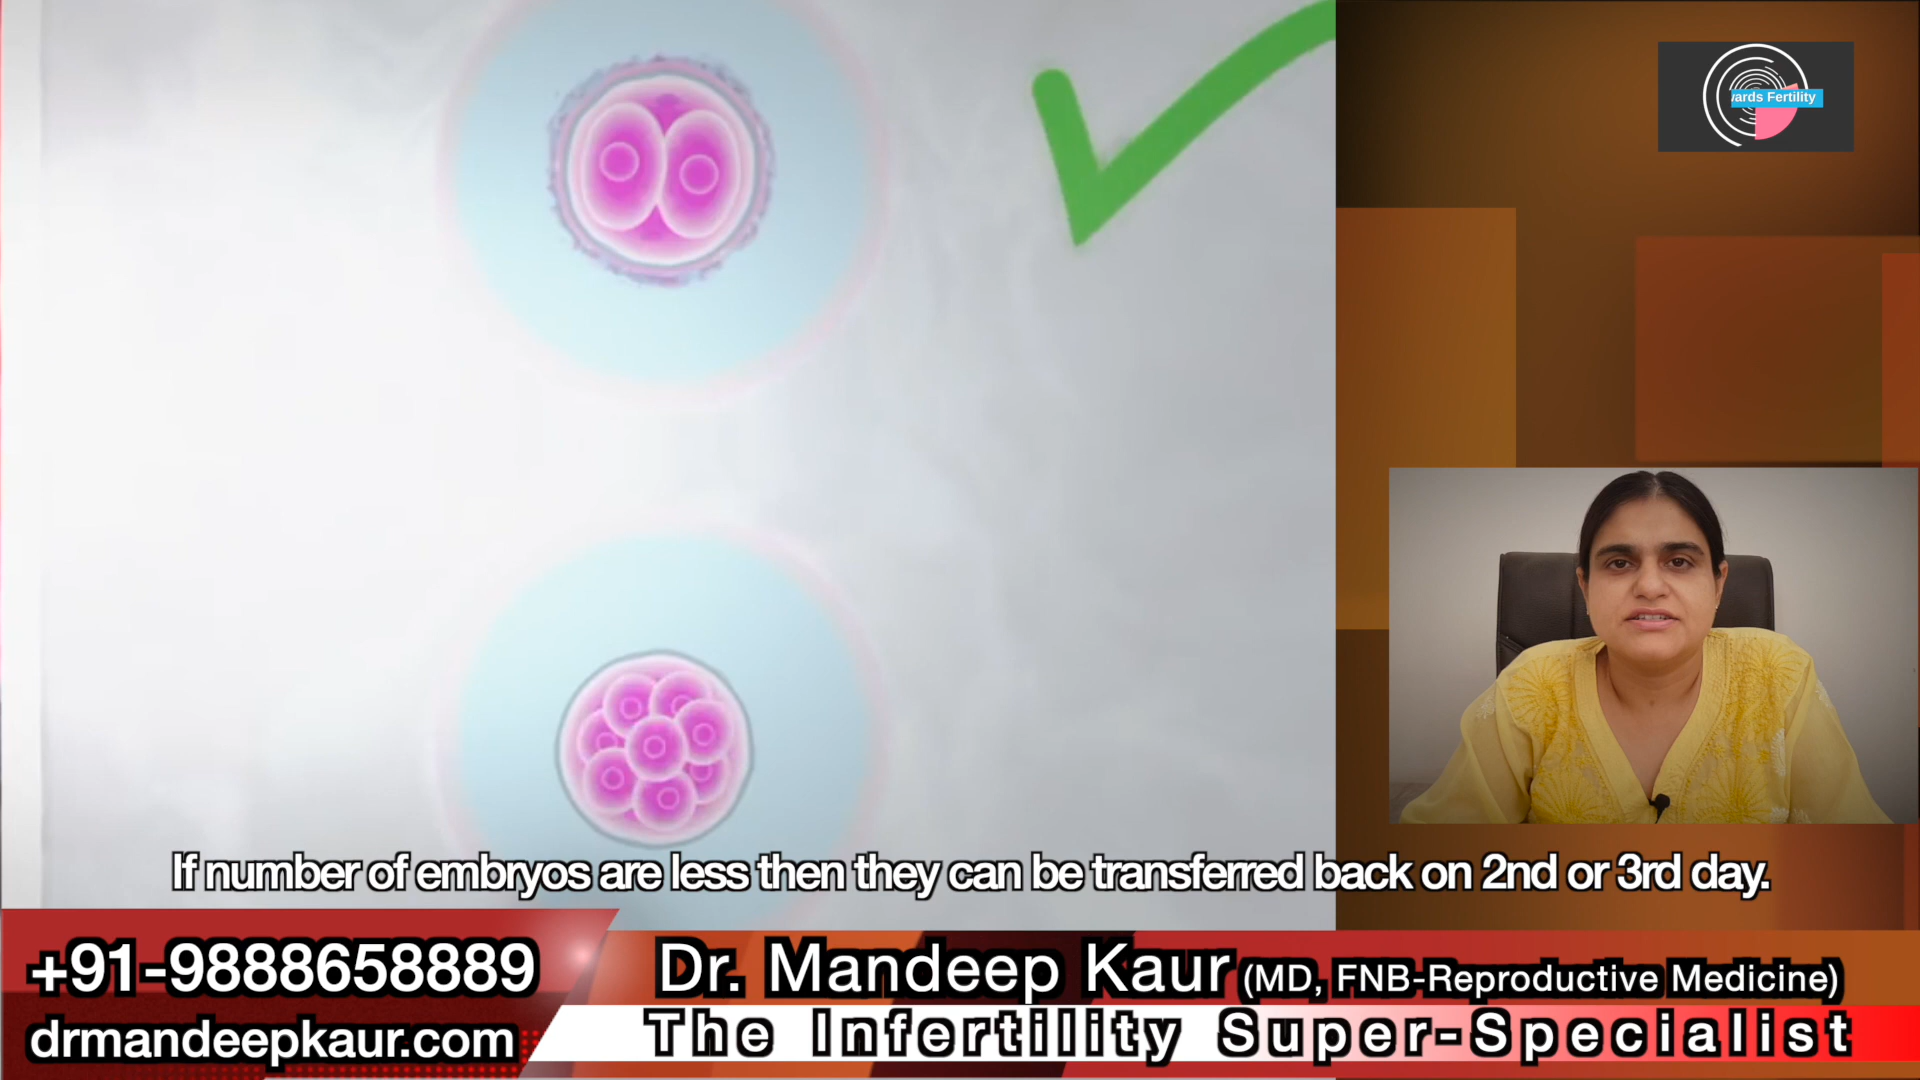 vards Fertility
If number of embryos are less then they can be transferred back on 2nd or 3rd day.
+91-9888658889
drmandeepkaur.com
Dr. Mandeep Kaur (MD, FNB-Reproductive Medicine)
The Infertility Super-Specialist